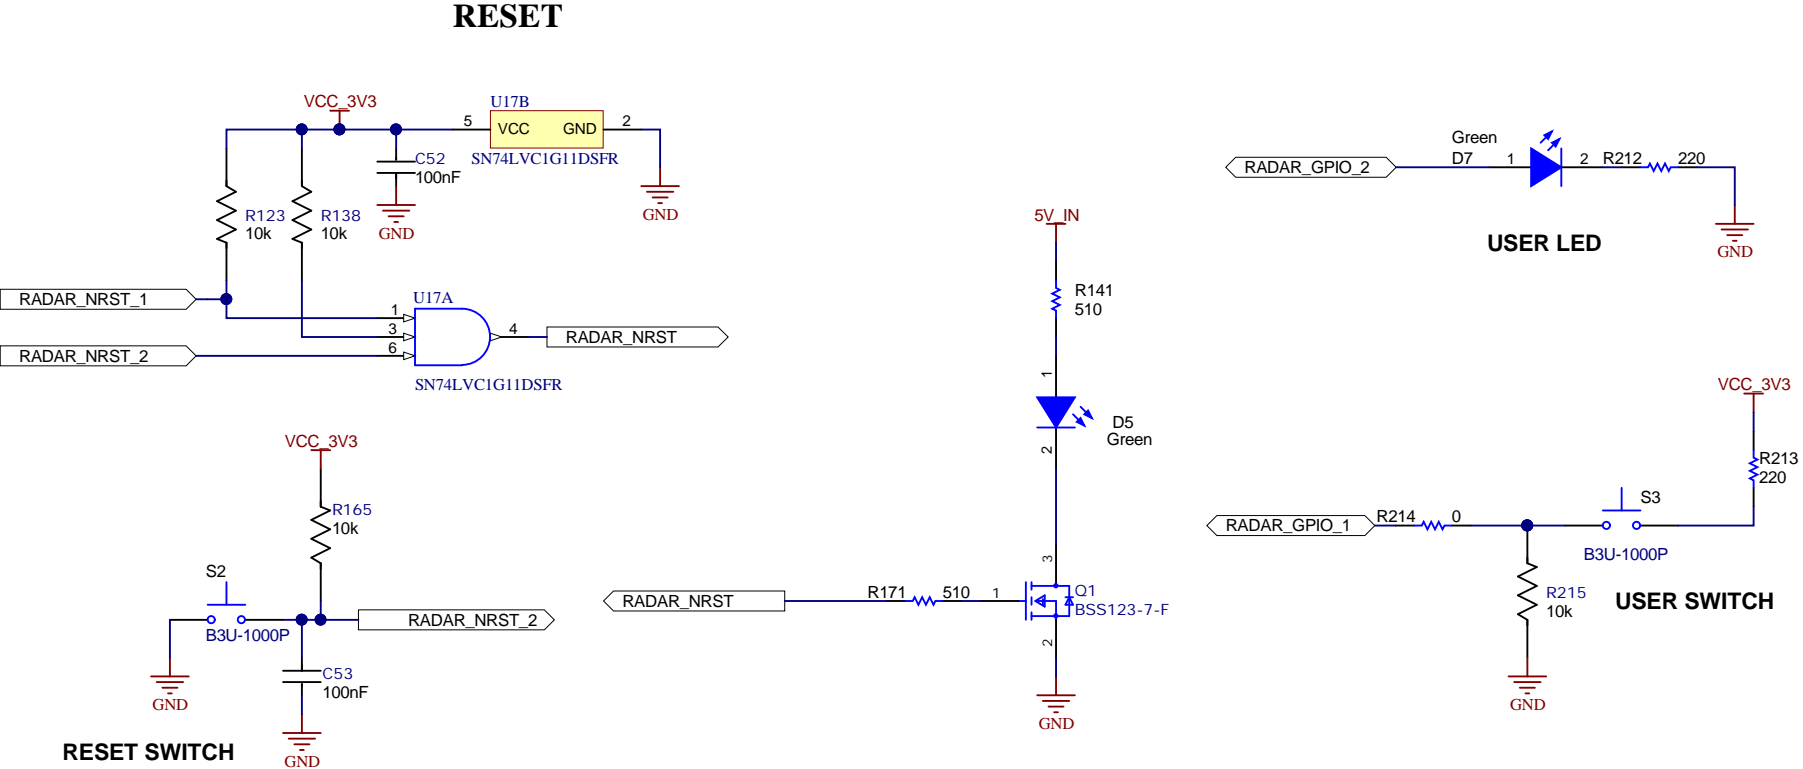 RESET
VCC_3V3
U17B
5
VCC
GND
2
SN74LVC1G11DSFR
C52
100nF
GND
GND
R123
10k
R138
10k
RADAR_NRST_1
RADAR_NRST_2
U17A
1
3
6
4
RADAR_NRST
SN74LVC1G11DSFR
VCC_3V3
R165
10k
S2
B3U-1000P
RADAR_NRST_2
C53
100nF
GND
GND
RESET SWITCH
5V_IN
R141
510
1
D5
Green
2
3
RADAR_NRST
R171
510
1
Q1
BSS123-7-F
2
GND
Green
D7
RADAR_GPIO_2
1
2
R212
220
GND
USER LED
VCC_3V3
R213
220
S3
RADAR_GPIO_1
R214
0
B3U-1000P
R215
10k
USER SWITCH
GND